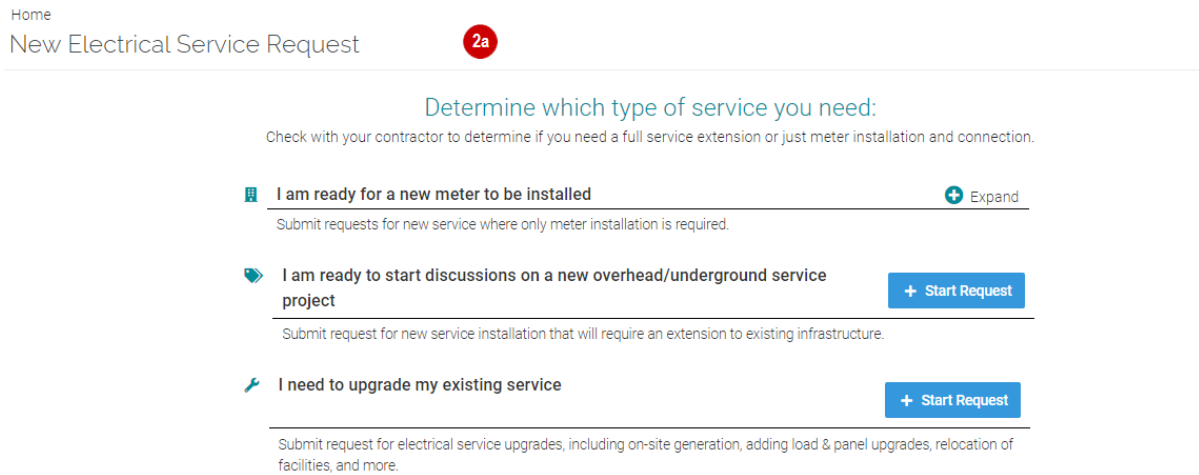 Home
New Electrical Service Request
2a
Determine which type of service you need:
Check with your contractor to determine if you need a full service extension or just meter installation and connection.
I am ready for a new meter to be installed
Expand
Submit requests for new service where only meter installation is required.
I am ready to start discussions on a new overhead/underground service
project
+ Start Request
Submit request for new service installation that will require an extension to existing infrastructure.
I need to upgrade my existing service
+ Start Request
Submit request for electrical service upgrades, including on-site generation, adding load & panel upgrades, relocation of
facilities, and more.